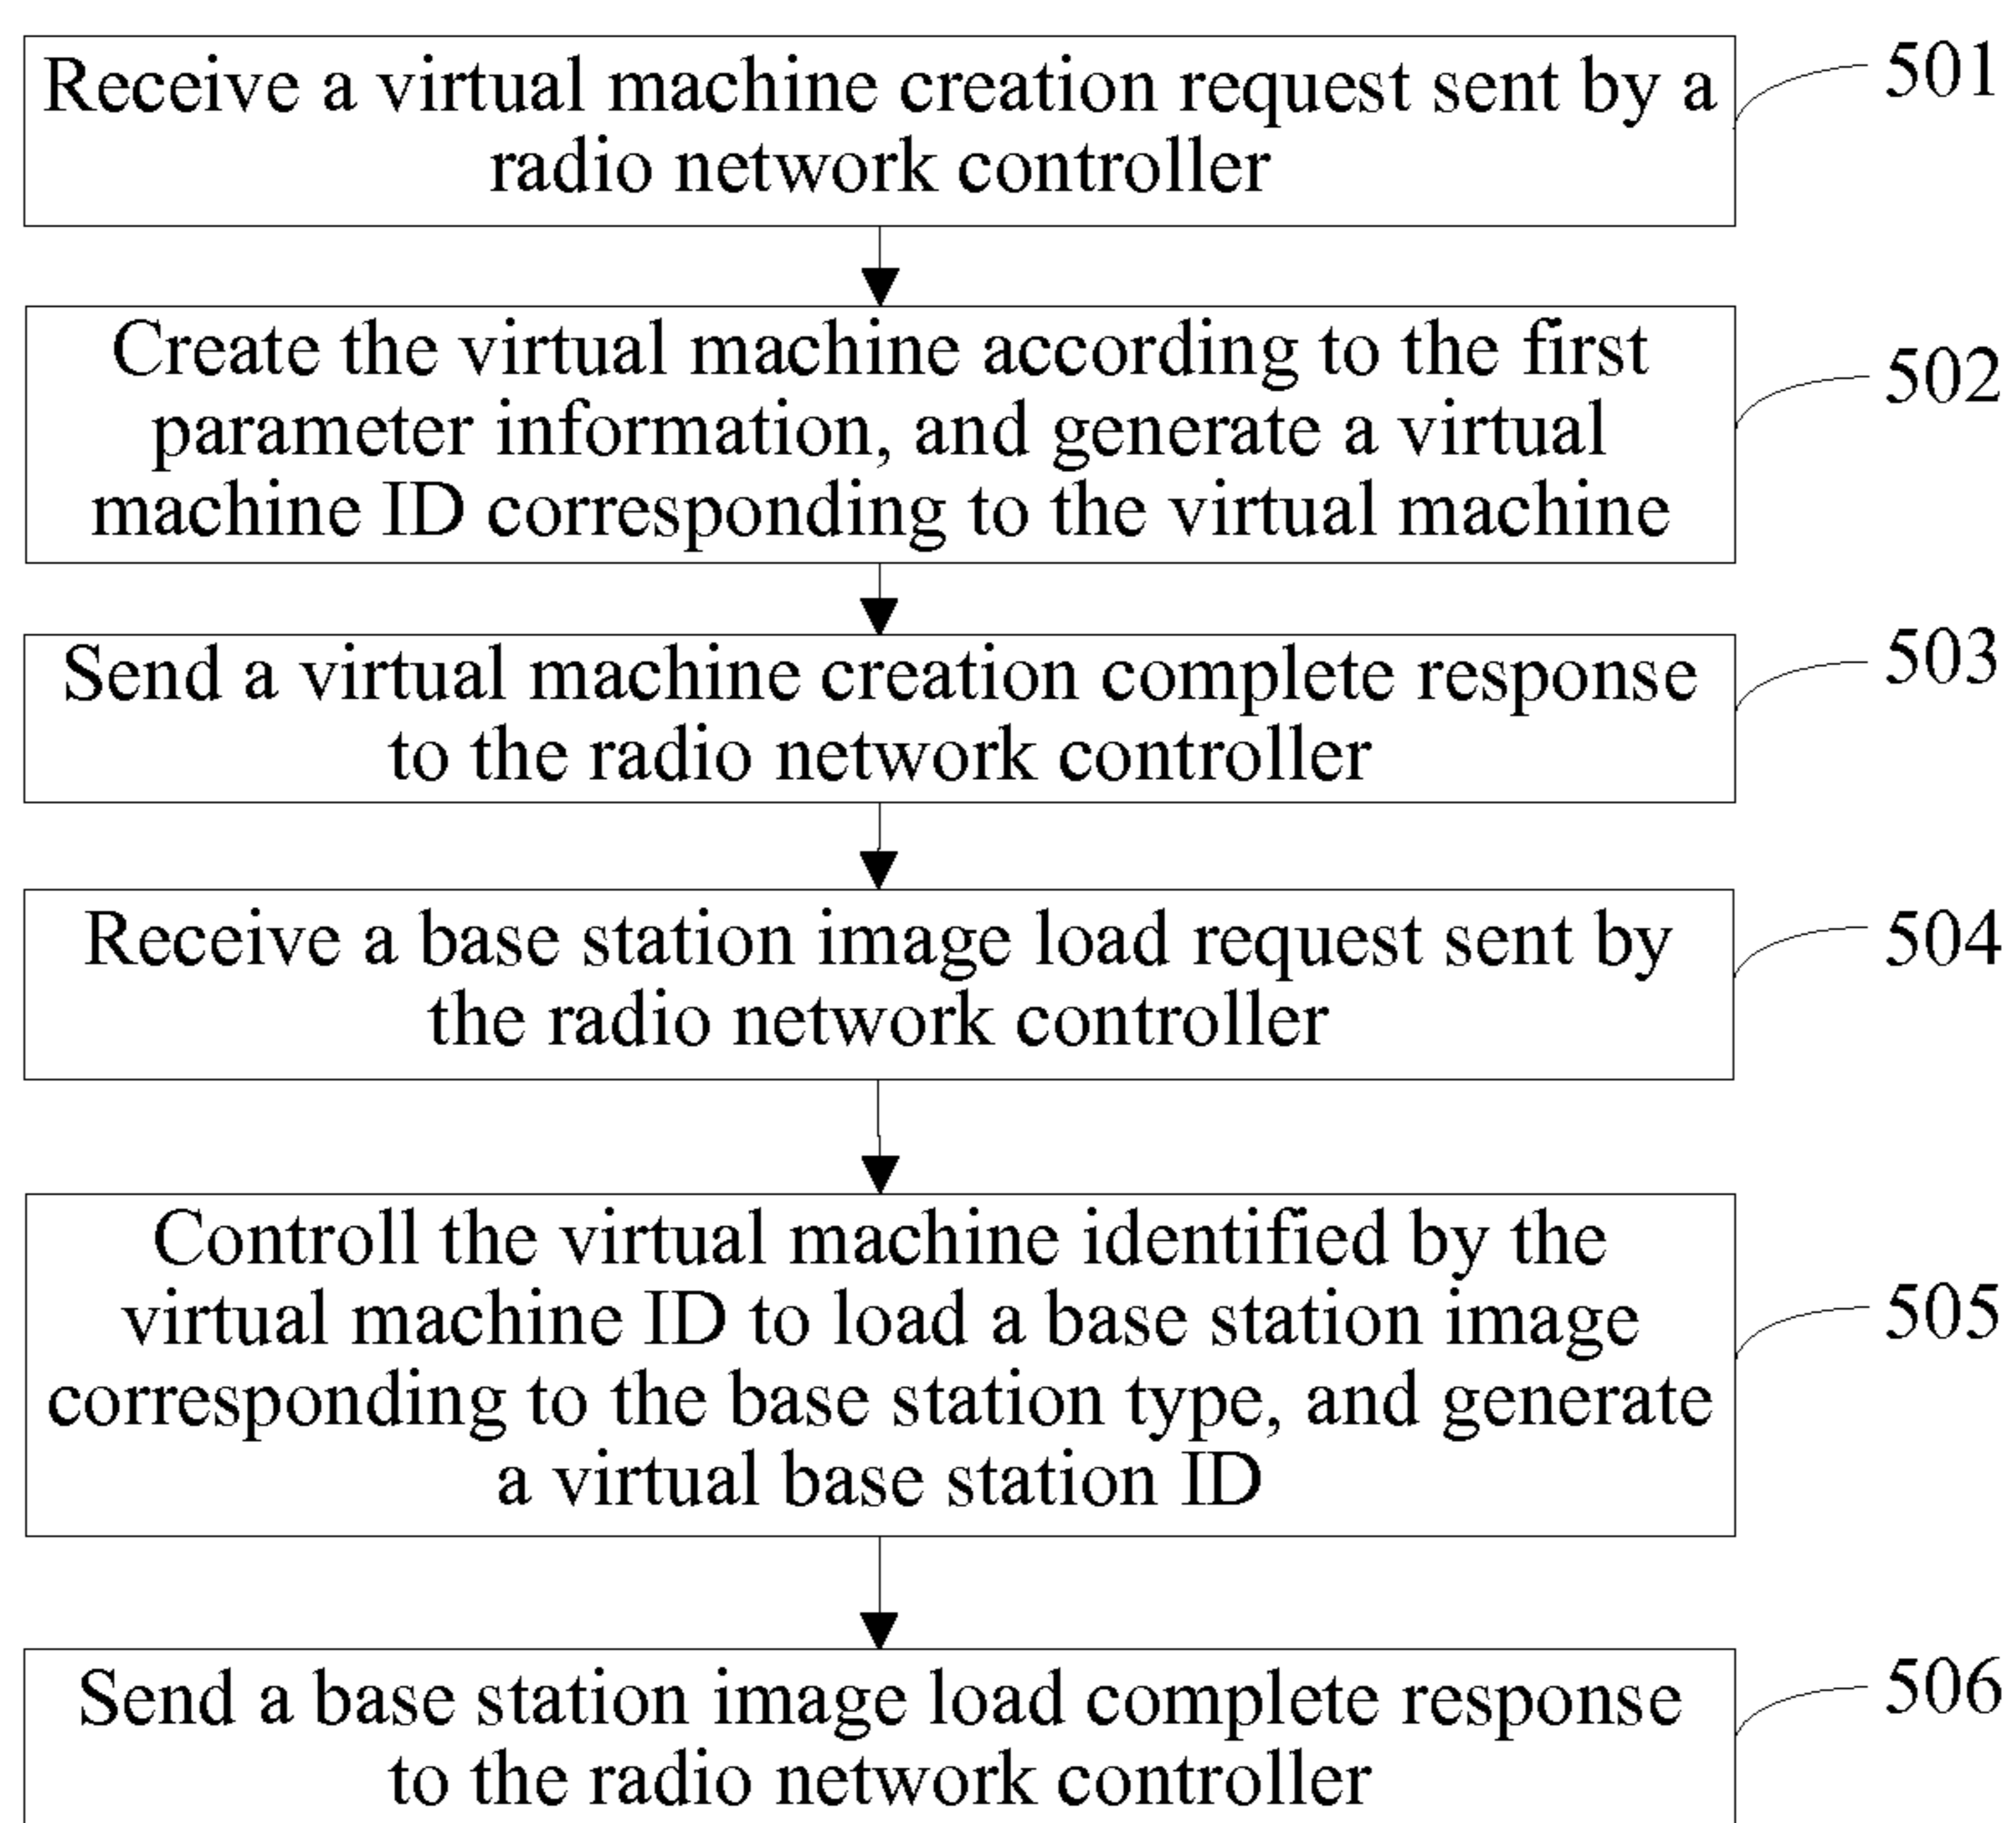 Receive a virtual machine creation request sent by a
radio network controller
501
Create the virtual machine according to the first
parameter information, and generate a virtual
machine ID corresponding to the virtual machine
502
Send a virtual machine creation complete response
to the radio network controller
503
Receive a base station image load request sent by
the radio network controller
504
Controll the virtual machine identified by the
virtual machine ID to load a base station image
corresponding to the base station type, and generate
a virtual base station ID
505
Send a base station image load complete response
to the radio network controller
506